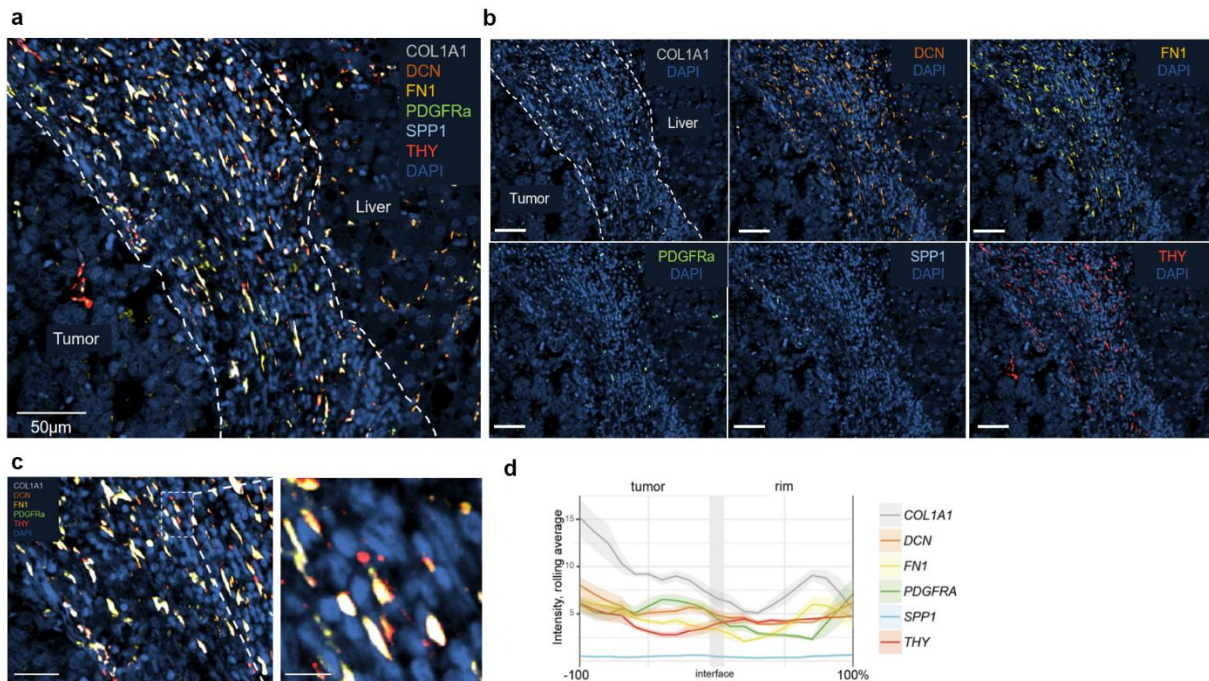 a
COL1A1
DCN
FN1
PDGFRa
SPP1
THY
DAPI
Liver
Tumor
50µm
b
COL1A1
DAPI
Liver
Tumor
DCN
DAPI
FN1
DAPI
PDGFRa
DAPI
SPP1
DAPI
THY
DAPI
c
COL1A1
DCN
FN1
PDGFRa
THY
DAPI
d
tumor
rim
Intensity, rolling average
15
10
5
-100
interface
100%
COL1A1
DCN
FN1
PDGFRA
SPP1
THY